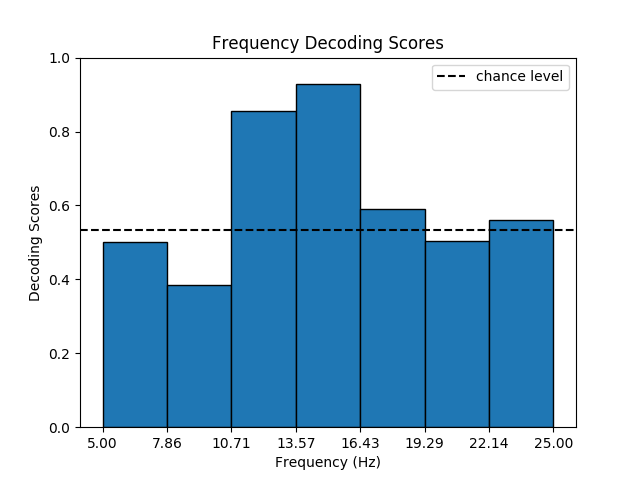 Frequency Decoding Scores
1.0
chance level
0.8
0.6
0.4
0.2
0.0
Decoding Scores
5.00 7.86 10.71 13.57 16.43 19.29 22.14 25.00
Frequency (Hz)